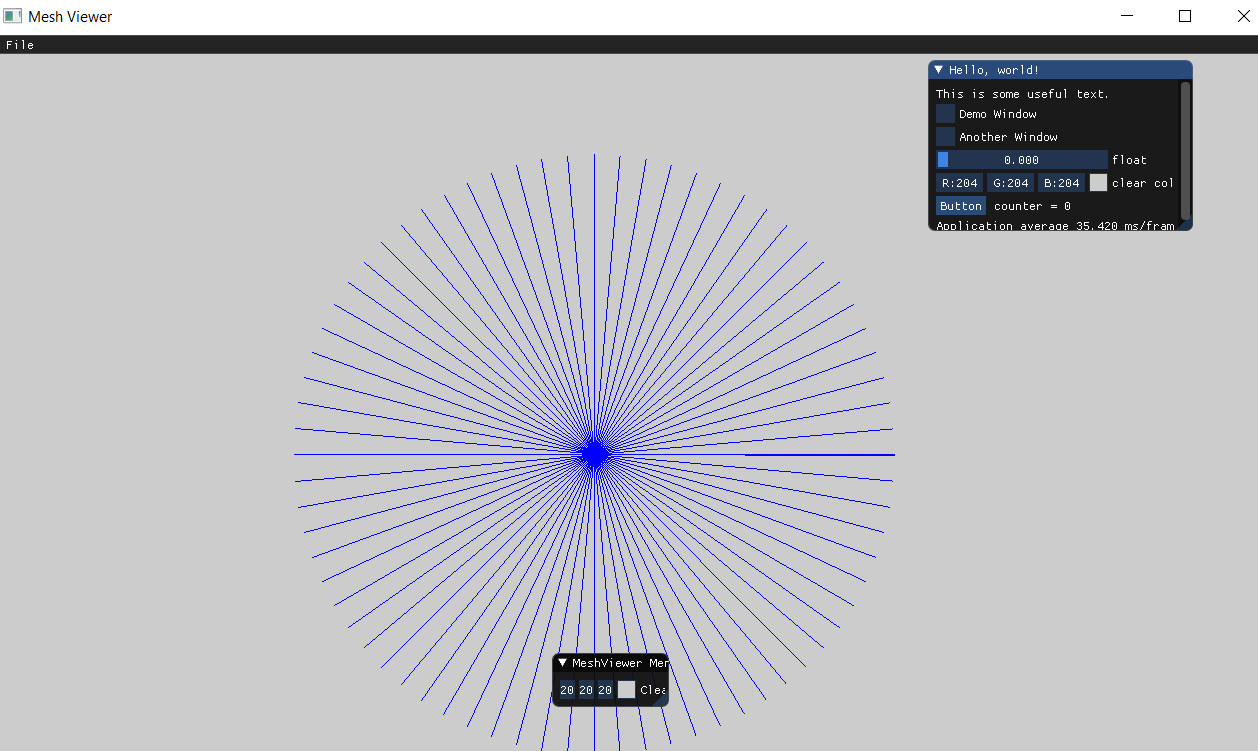 Mesh Viewer
File
Hello, world!
This is some useful text.
Demo Window
Another Window
0.000 float
R:204 G:204 B:204 clear col
Button counter = 0
Application average 35.420 ms/fram
MeshViewer Mer
20 20 20 Clea